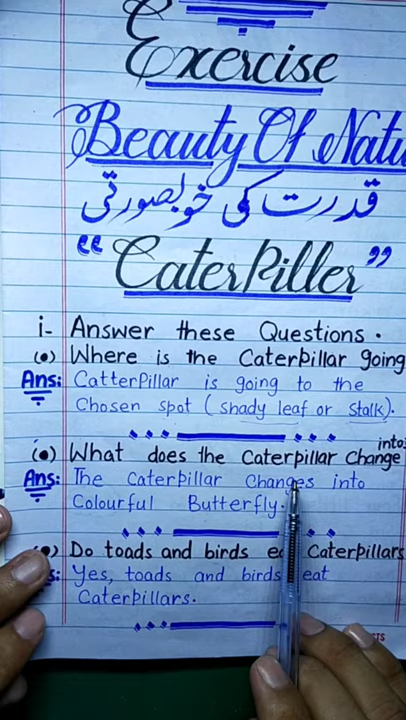 Exercise
Beauty Of Natu
قدرت کی خوبصورتی
"Caterpiller"
i- Answer these Questions.
(•) Where is the Caterpillar going
Ans: Catterpillar is going to the
Chosen spot (shady leaf or stalk).
into
(•) What does the Caterpillar Change
Ans: The Caterpillar Changes into
Colourful Butterfly.
Do toads and birds ea Caterpillars
s: Yes, toads and birds eat
Caterpillars.